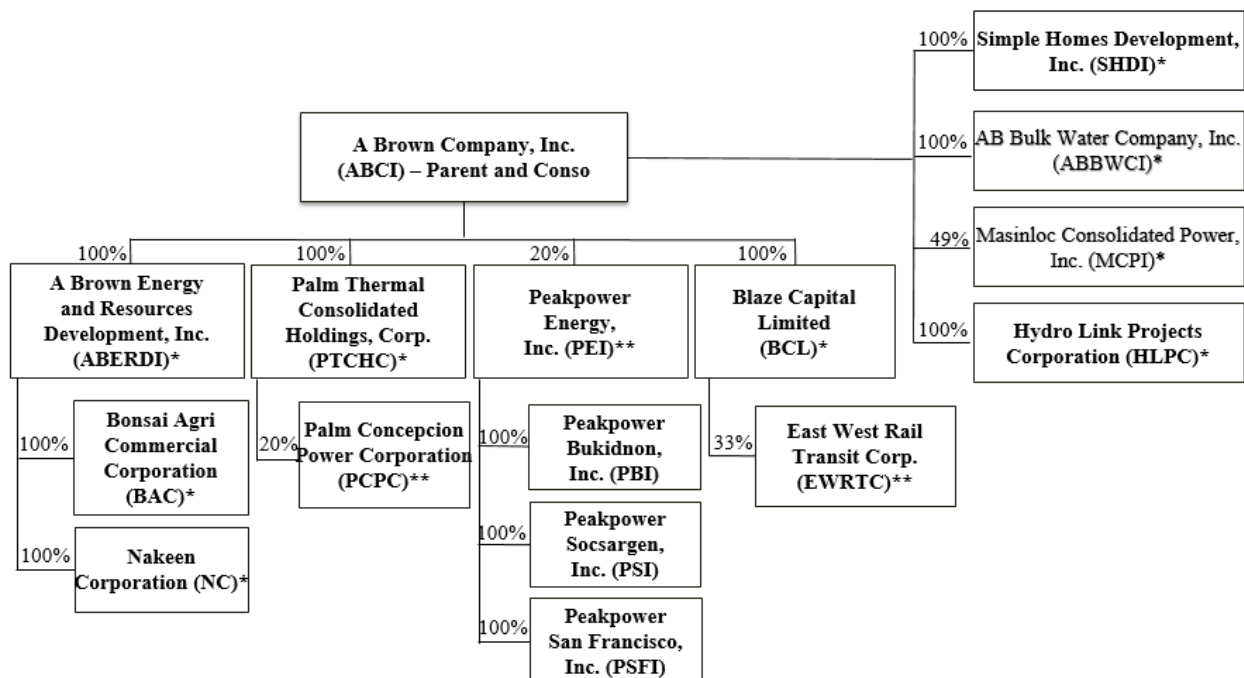 100%
Simple Homes Development,
Inc. (SHDI)*
A Brown Company, Inc.
(ABCI) – Parent and Conso
100%
AB Bulk Water Company, Inc.
(ABBWCI)*
49%
Masinloc Consolidated Power,
Inc. (MCPI)*
100%
Hydro Link Projects
Corporation (HLPC)*
100%
A Brown Energy
and Resources
Development, Inc.
(ABERDI)*
100%
Palm Thermal
Consolidated
Holdings, Corp.
(PTCHC)*
20%
Peakpower
Energy,
Inc. (PEI)**
100%
Blaze Capital
Limited
(BCL)*
100%
Bonsai Agri
Commercial
Corporation
(BAC)*
20%
Palm Concepcion
Power Corporation
(PCPC)**
100%
Peakpower
Bukidnon,
Inc. (PBI)
33%
East West Rail
Transit Corp.
(EWRTC)**
100%
Nakeen
Corporation (NC)*
100%
Peakpower
Socsargen,
Inc. (PSI)
100%
Peakpower
San Francisco,
Inc. (PSFI)